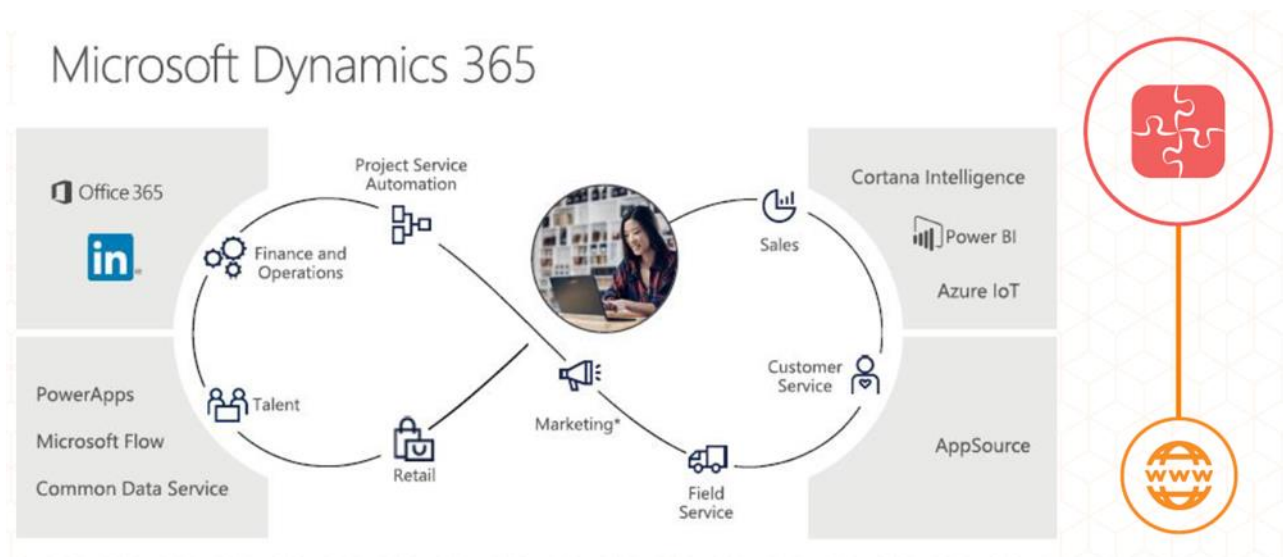 Microsoft Dynamics 365
Office 365
in
PowerApps
Microsoft Flow
Common Data Service
Project Service
Automation
Finance and
Operations
Talent
Retail
Marketing*
Sales
Customer
Service
Field
Service
Cortana Intelligence
Power BI
Azure IoT
AppSource
www